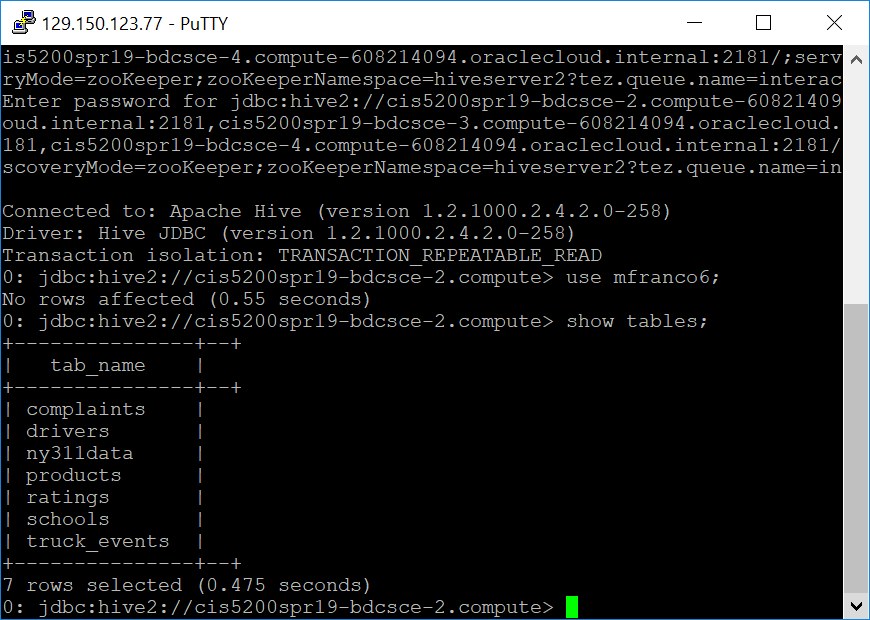 129.150.123.77 - PuTTY
is5200spr19-bdcsce-4.compute-608214094.oraclecloud.internal:2181/;serv
ryMode=zooKeeper;zooKeeperNamespace=hiveserver2?tez.queue.name=interac
Enter password for jdbc:hive2://cis5200spr19-bdcsce-2.compute-60821409
oud.internal:2181,cis5200spr19-bdcsce-3.compute-608214094.oraclecloud.
181,cis5200spr19-bdcsce-4.compute-608214094.oraclecloud.internal:2181/
scoveryMode=zooKeeper;zooKeeperNamespace=hiveserver2?tez.queue.name=in
Connected to: Apache Hive (version 1.2.1000.2.4.2.0-258)
Driver: Hive JDBC (version 1.2.1000.2.4.2.0-258)
Transaction isolation: TRANSACTION_REPEATABLE_READ
0: jdbc:hive2://cis5200spr19-bdcsce-2.compute> use mfranco6;
No rows affected (0.55 seconds)
0: jdbc:hive2://cis5200spr19-bdcsce-2.compute> show tables;
+---------------+--+
|   tab_name    |
+---------------+--+
| complaints    |
| drivers       |
| ny311data     |
| products      |
| ratings       |
| schools       |
| truck_events  |
+---------------+--+
7 rows selected (0.475 seconds)
0: jdbc:hive2://cis5200spr19-bdcsce-2.compute>